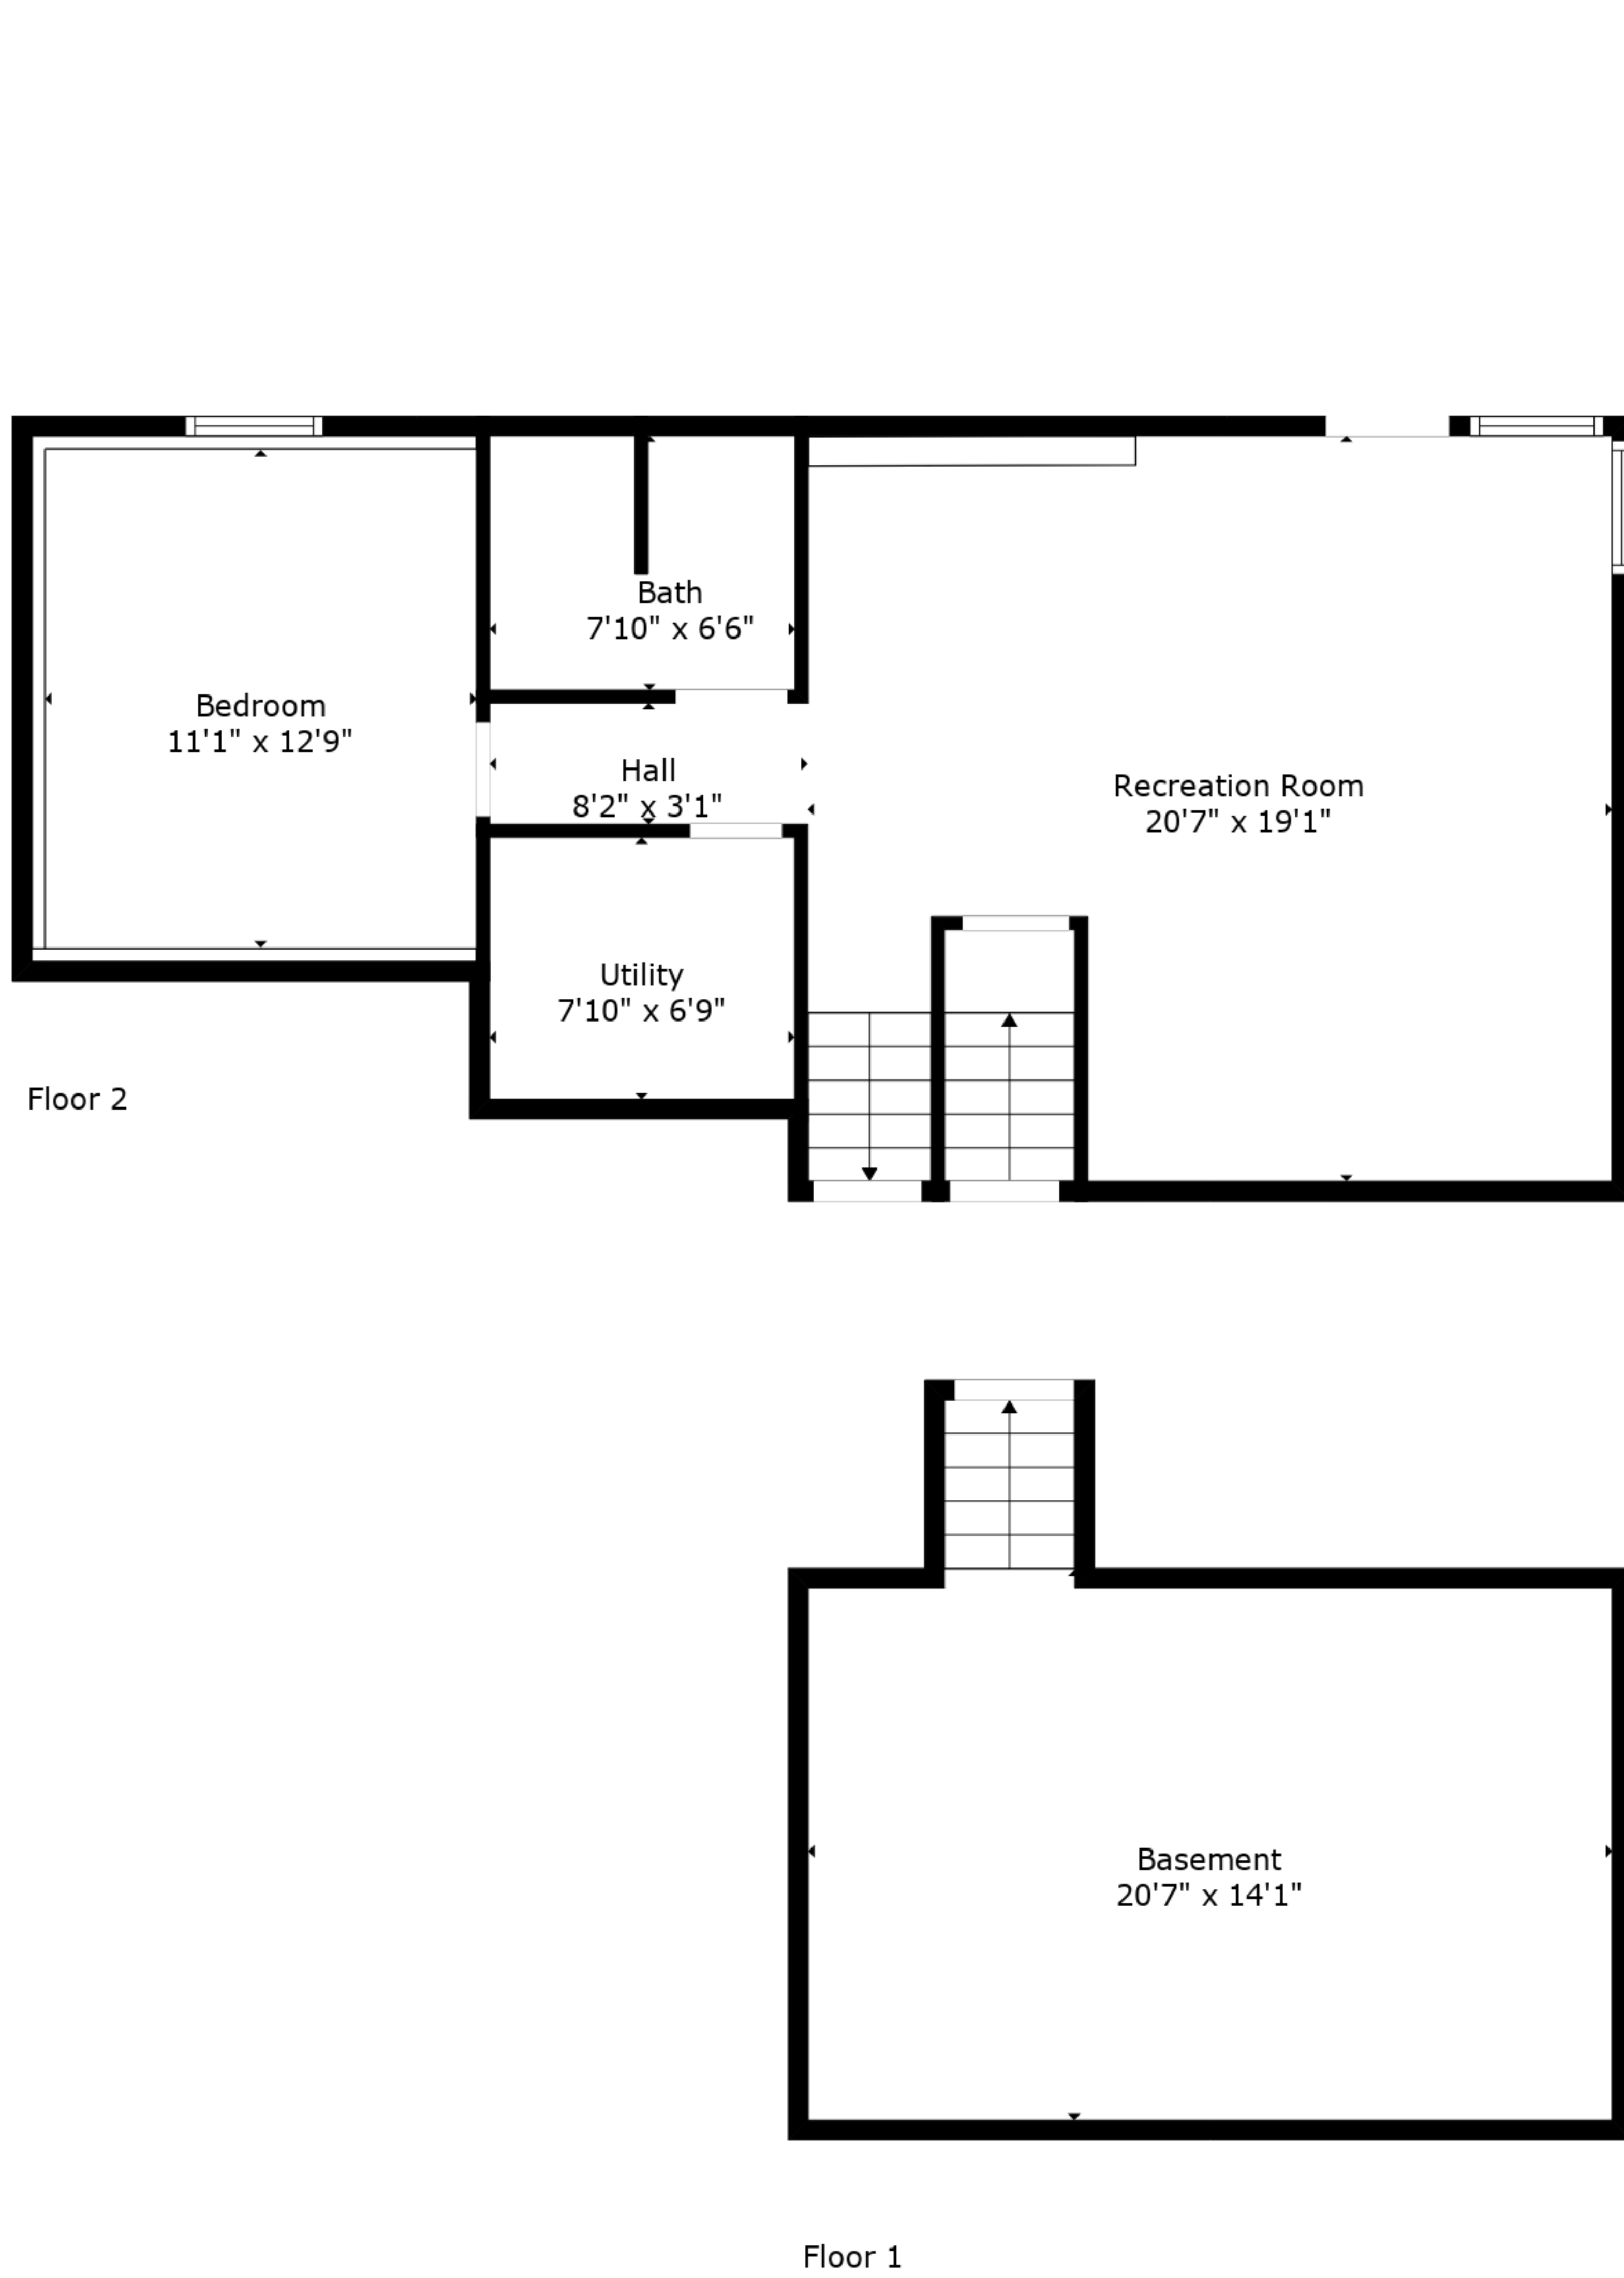 Bath
7'10" x 6'6"
Bedroom
11'1" x 12'9"
Hall
8'2" x 3'1"
Recreation Room
20'7" x 19'1"
Utility
7'10" x 6'9"
Floor 2
Basement
20'7" x 14'1"
Floor 1